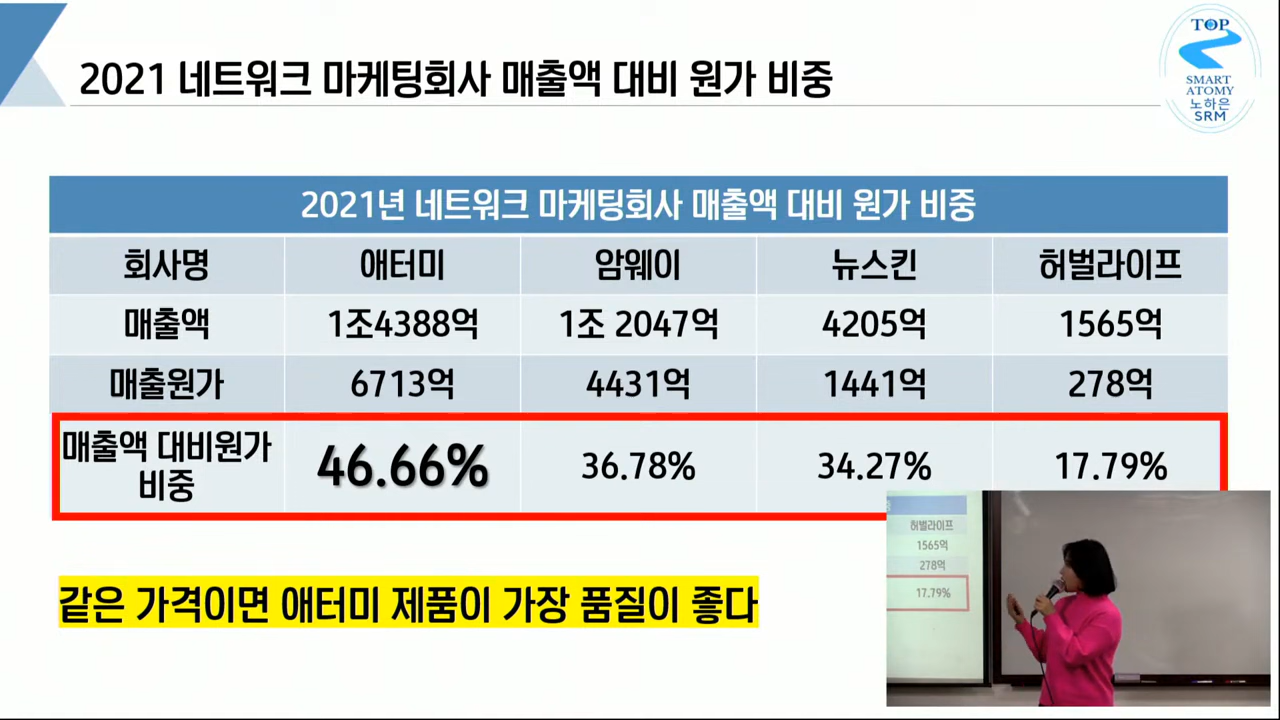 2021 네트워크 마케팅회사 매출액 대비 원가 비중
TOP
SMART
ATOMY
노하은
SRM
2021년 네트워크 마케팅회사 매출액 대비 원가 비중
회사명 애터미 암웨이 뉴스킨 허벌라이프
매출액 1조4388억 1조 2047억 4205억 1565억
매출원가 6713억 4431억 1441억 278억
매출액 대비원가
비중 46.66% 36.78% 34.27% 17.79%
같은 가격이면 애터미 제품이 가장 품질이 좋다
허벌라이프
1565억
278억
17.79%